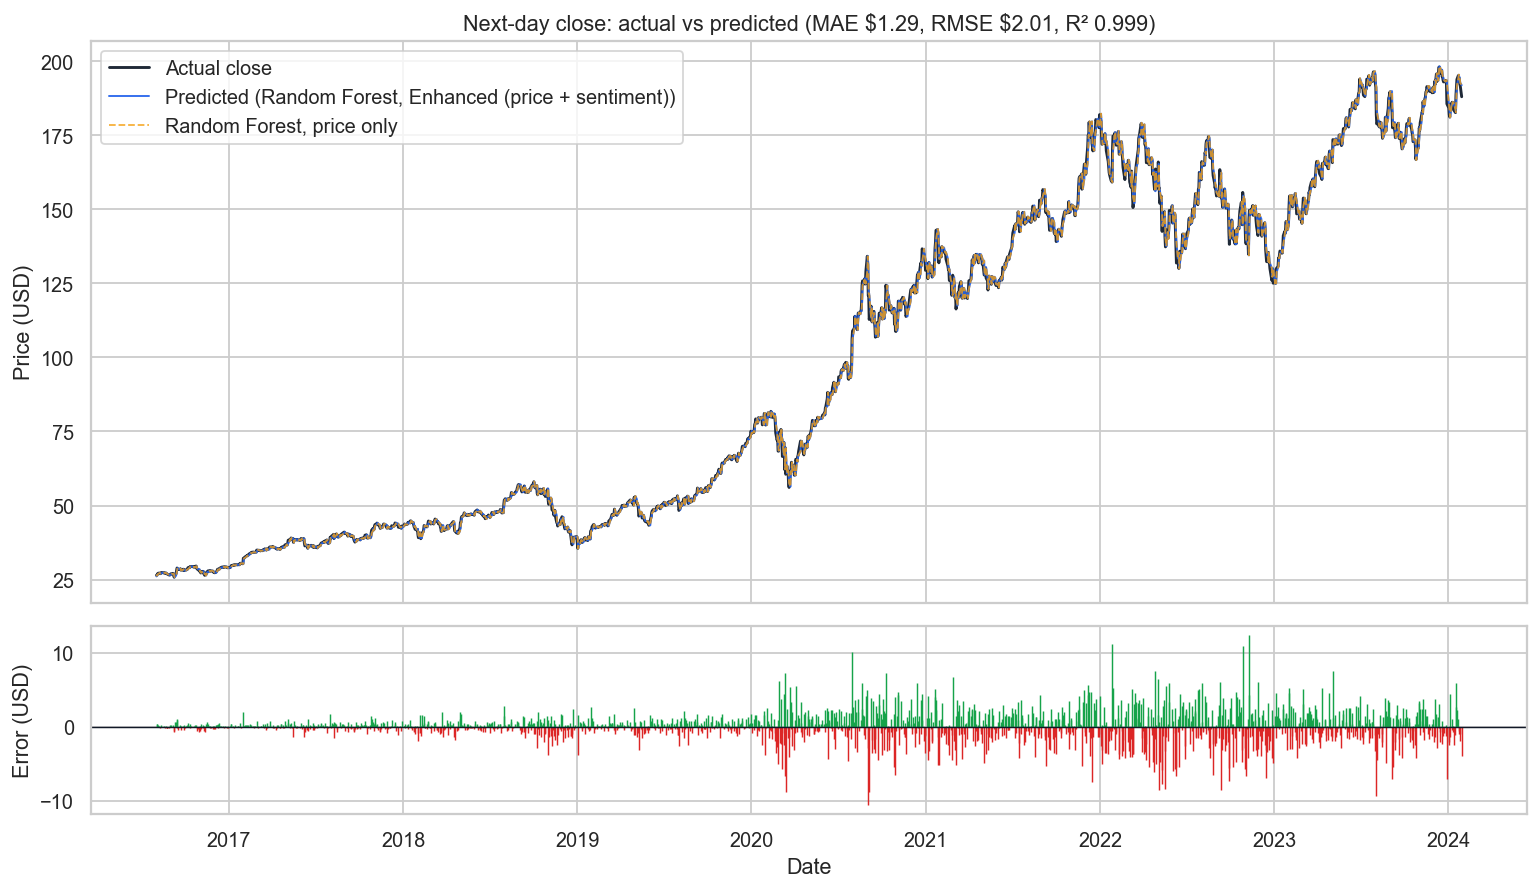 Next-day close: actual vs predicted (MAE $1.29, RMSE $2.01, R² 0.999)
Actual close
Predicted (Random Forest, Enhanced (price + sentiment))
Random Forest, price only
Price (USD)
200
175
150
125
100
75
50
25
Error (USD)
10
0
−10
2017 2018 2019 2020 2021 2022 2023 2024
Date